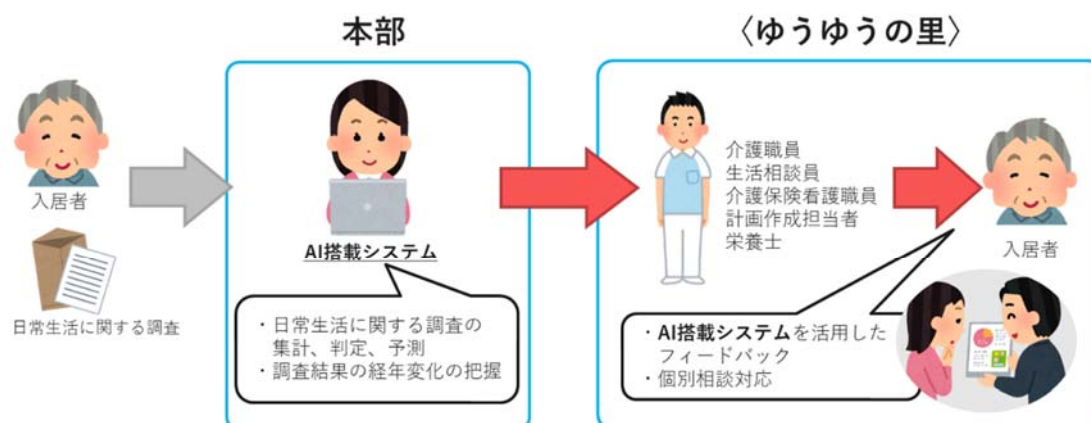 本部
〈ゆうゆうの里〉
入居者
日常生活に関する調査
AI搭載システム
・日常生活に関する調査の
集計、判定、予測
・調査結果の経年変化の把握
介護職員
生活相談員
介護保険看護職員
計画作成担当者
栄養士
入居者
・AI搭載システムを活用した
フィードバック
・個別相談対応